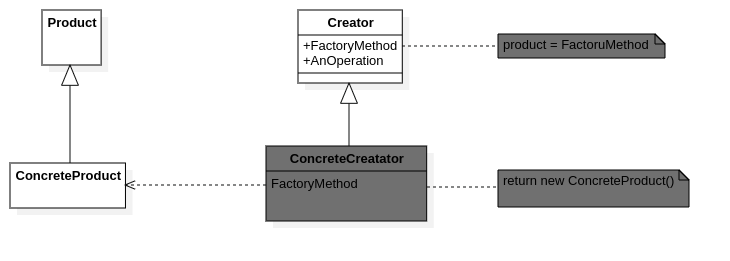 Product
Creator
+FactoryMethod
+AnOperation
product = FactoruMethod
ConcreteProduct
ConcreteCreatator
FactoryMethod
return new ConcreteProduct()